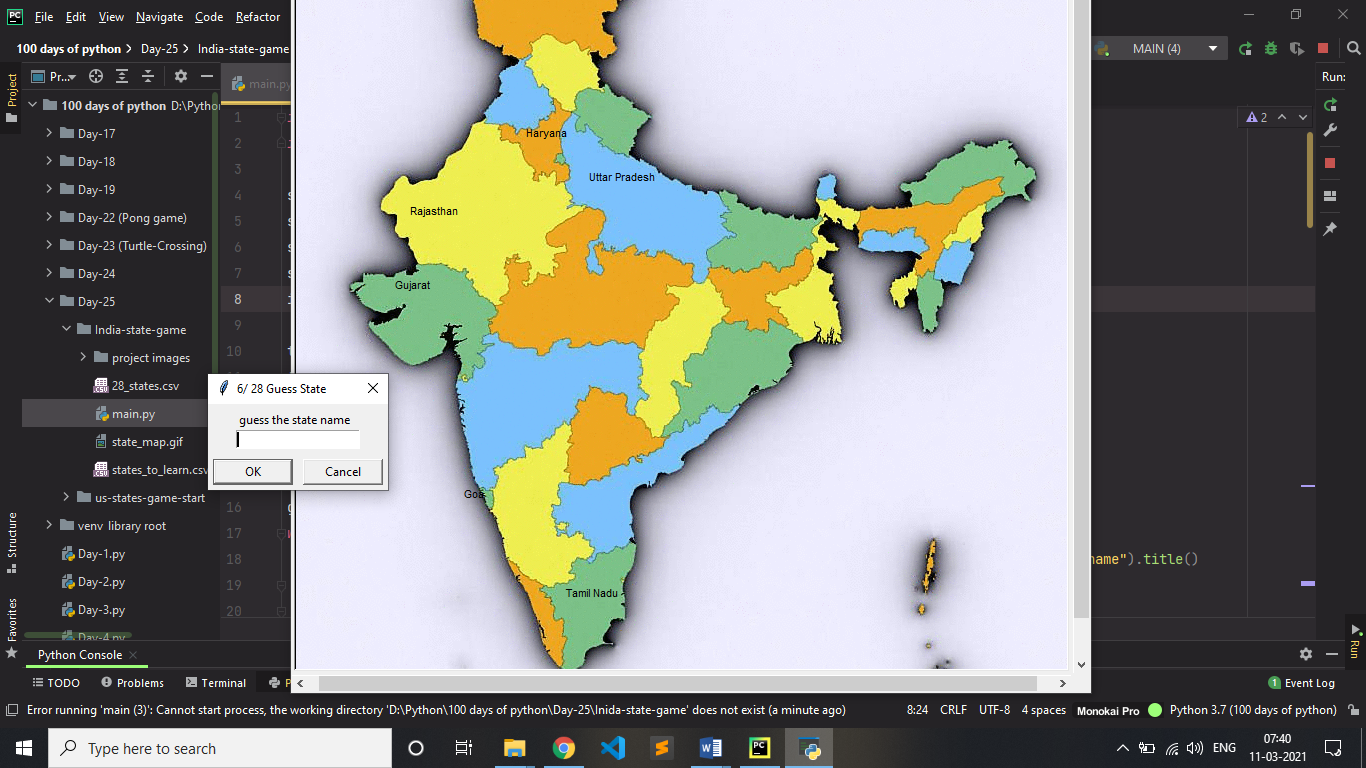 PC File Edit View Navigate Code Refactor
100 days of python Day-25 India-state-game
MAIN (4)
Project
Pr...
main.py
Run:
100 days of python D:\Pytho
Day-17
Day-18
Day-19
Day-22 (Pong game)
Day-23 (Turtle-Crossing)
Day-24
Day-25
India-state-game
project images
28_states.csv
main.py
state_map.gif
states_to_learn.csv
us-states-game-start
venv library root
Day-1.py
Day-2.py
Day-3.py
Day-4.py
1
2
3
4 s
5 s
6 s
7 s
8
9
10 t
16 g
17
18 name").title()
19
20
2
Haryana
Uttar Pradesh
Rajasthan
Gujarat
Goa
Tamil Nadu
6/ 28 Guess State
guess the state name
OK Cancel
Structure
Favorites
Run
Python Console
TODO Problems Terminal
Event Log
1
Error running 'main (3)': Cannot start process, the working directory 'D:\Python\100 days of python\Day-25\Inida-state-game' does not exist (a minute ago)
8:24 CRLF UTF-8 4 spaces Monokai Pro Python 3.7 (100 days of python)
Type here to search
ENG
07:40
11-03-2021